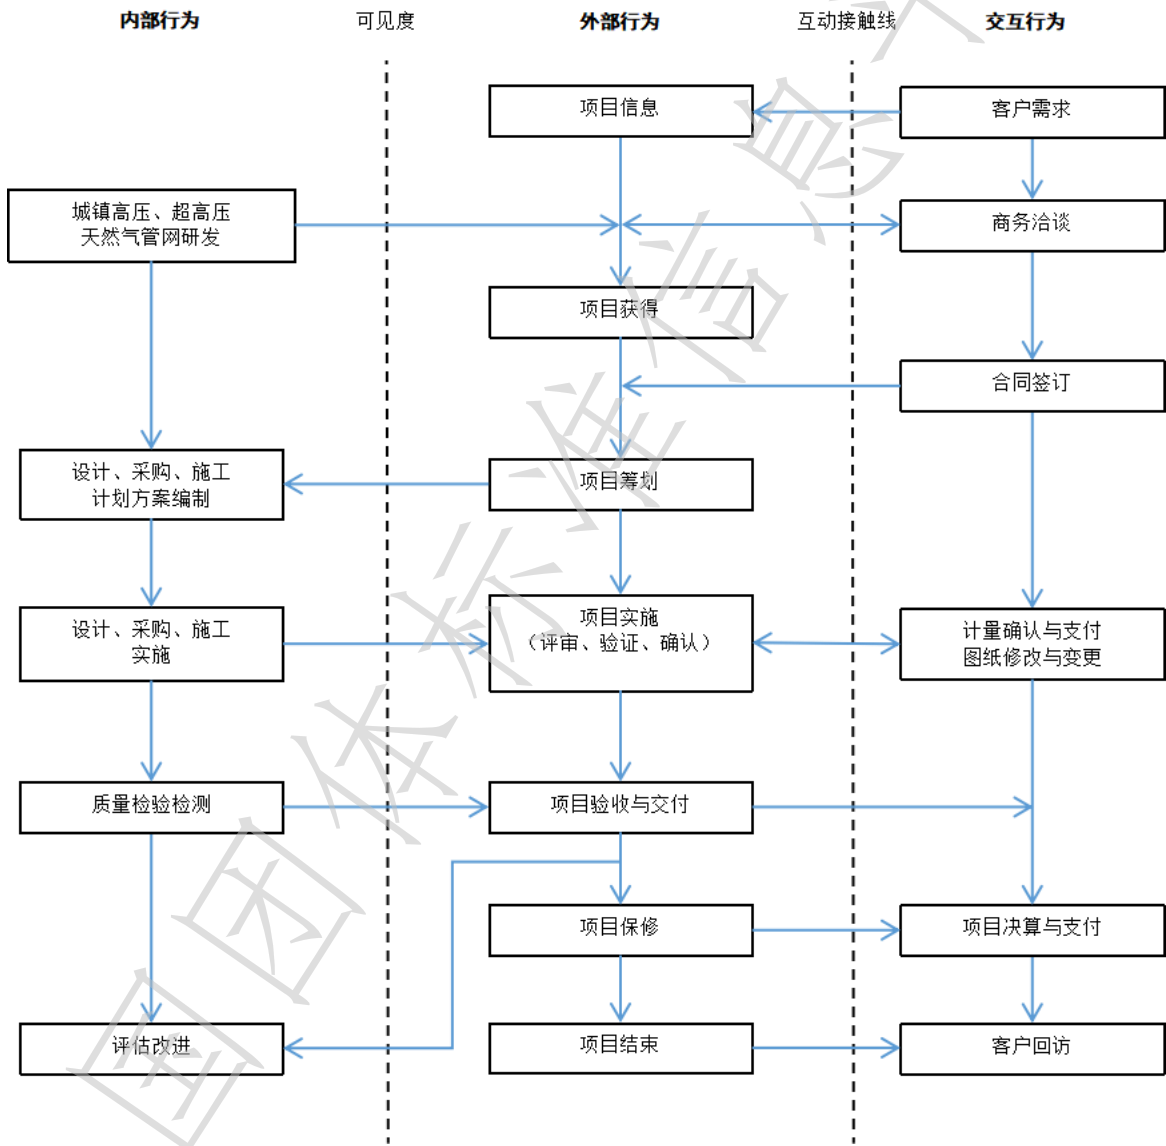 内部行为
可见度
外部行为
互动接触线
交互行为
项目信息
客户需求
城镇高压、超高压
天然气管网研发
商务洽谈
项目获得
合同签订
设计、采购、施工
计划方案编制
项目筹划
设计、采购、施工
实施
项目实施
（评审、验证、确认）
计量确认与支付
图纸修改与变更
质量检验检测
项目验收与交付
项目保修
项目决算与支付
评估改进
项目结束
客户回访
国团体标准信息